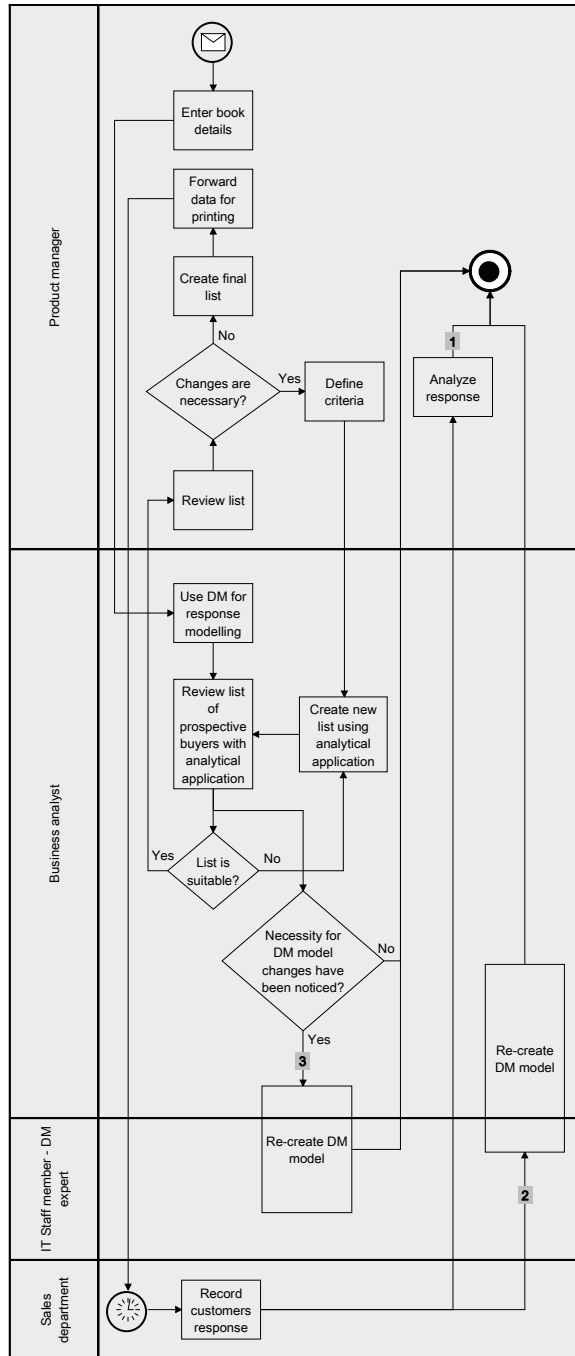 Product manager
Enter book
details
Forward
data for
printing
Create final
list
No
Changes are
necessary?
Yes
Define
criteria
1
Analyze
response
Review list
Business analyst
Use DM for
response
modelling
Review list
of
prospective
buyers with
analytical
application
Create new
list using
analytical
application
Yes
List is
suitable?
No
Necessity for
DM model
changes have
been noticed?
No
Yes
3
Re-create
DM model
IT Staff member - DM
expert
Re-create DM
model
2
Sales
department
Record
customers
response